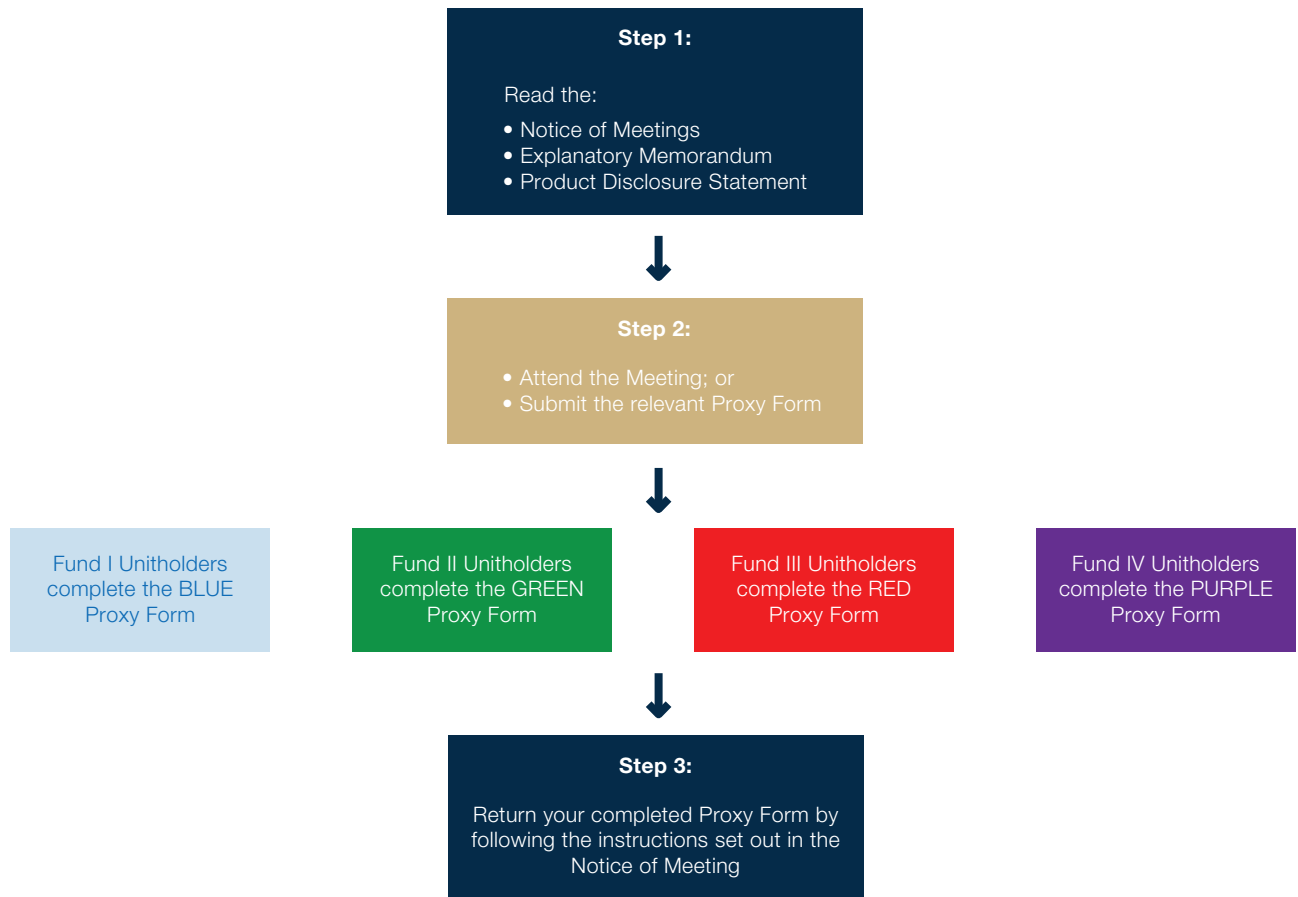 Step 1:
Read the:
• Notice of Meetings
• Explanatory Memorandum
• Product Disclosure Statement
Step 2:
• Attend the Meeting; or
• Submit the relevant Proxy Form
Fund I Unitholders
complete the BLUE
Proxy Form
Fund II Unitholders
complete the GREEN
Proxy Form
Fund III Unitholders
complete the RED
Proxy Form
Fund IV Unitholders
complete the PURPLE
Proxy Form
Step 3:
Return your completed Proxy Form by
following the instructions set out in the
Notice of Meeting